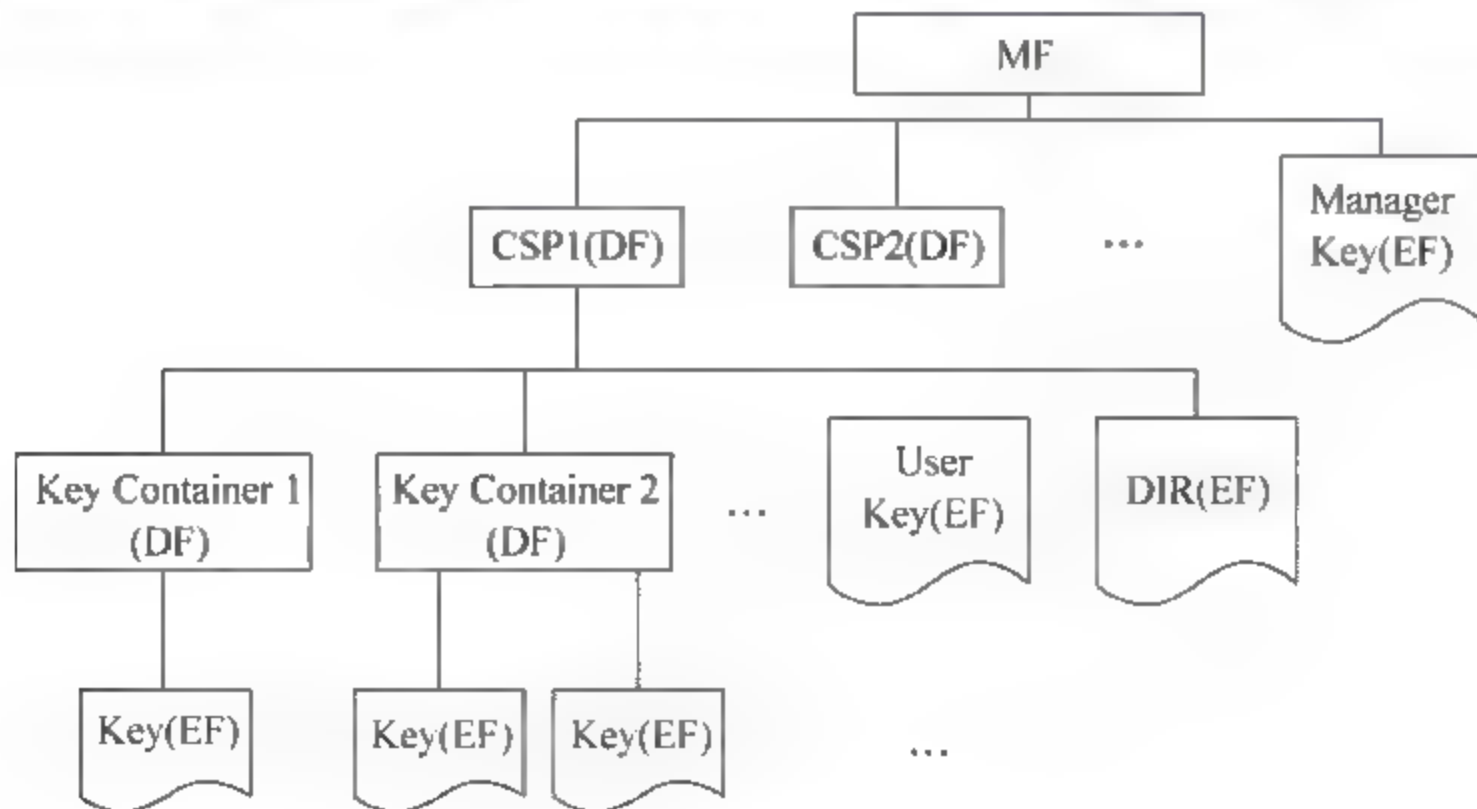 MF
CSP1(DF)
CSP2(DF)
...
Manager
Key(EF)
Key Container 1
(DF)
Key Container 2
(DF)
...
User
Key(EF)
DIR(EF)
Key(EF)
Key(EF)
Key(EF)
...